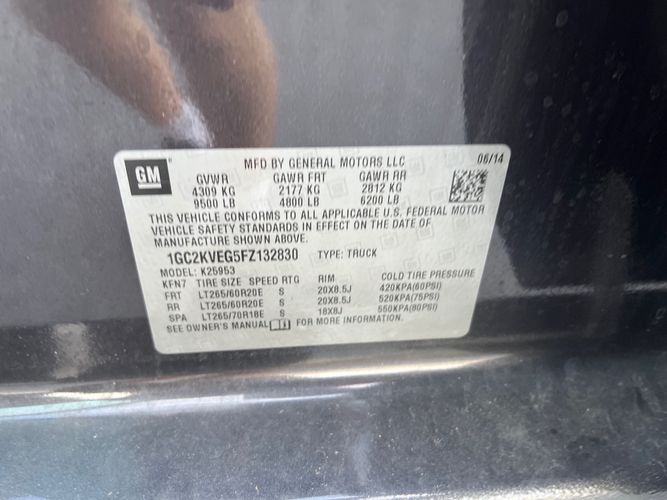 GM
MFD BY GENERAL MOTORS LLC 06/14
GVWR GAWR FRT GAWR RR
4309 KG 2177 KG 2812 KG
9500 LB 4800 LB 6200 LB
THIS VEHICLE CONFORMS TO ALL APPLICABLE U.S. FEDERAL MOTOR
VEHICLE SAFETY STANDARDS IN EFFECT ON THE DATE OF
MANUFACTURE SHOWN ABOVE.
1GC2KVEG5FZ132830 TYPE: TRUCK
MODEL: K25953
KFN7 TIRE SIZE SPEED RTG RIM COLD TIRE PRESSURE
FRT LT265/60R20E S 20X8.5J 420KPA(60PSI)
RR LT265/60R20E S 20X8.5J 520KPA(75PSI)
SPA LT265/70R18E S 18X8J 550KPA(80PSI)
SEE OWNER'S MANUAL FOR MORE INFORMATION.